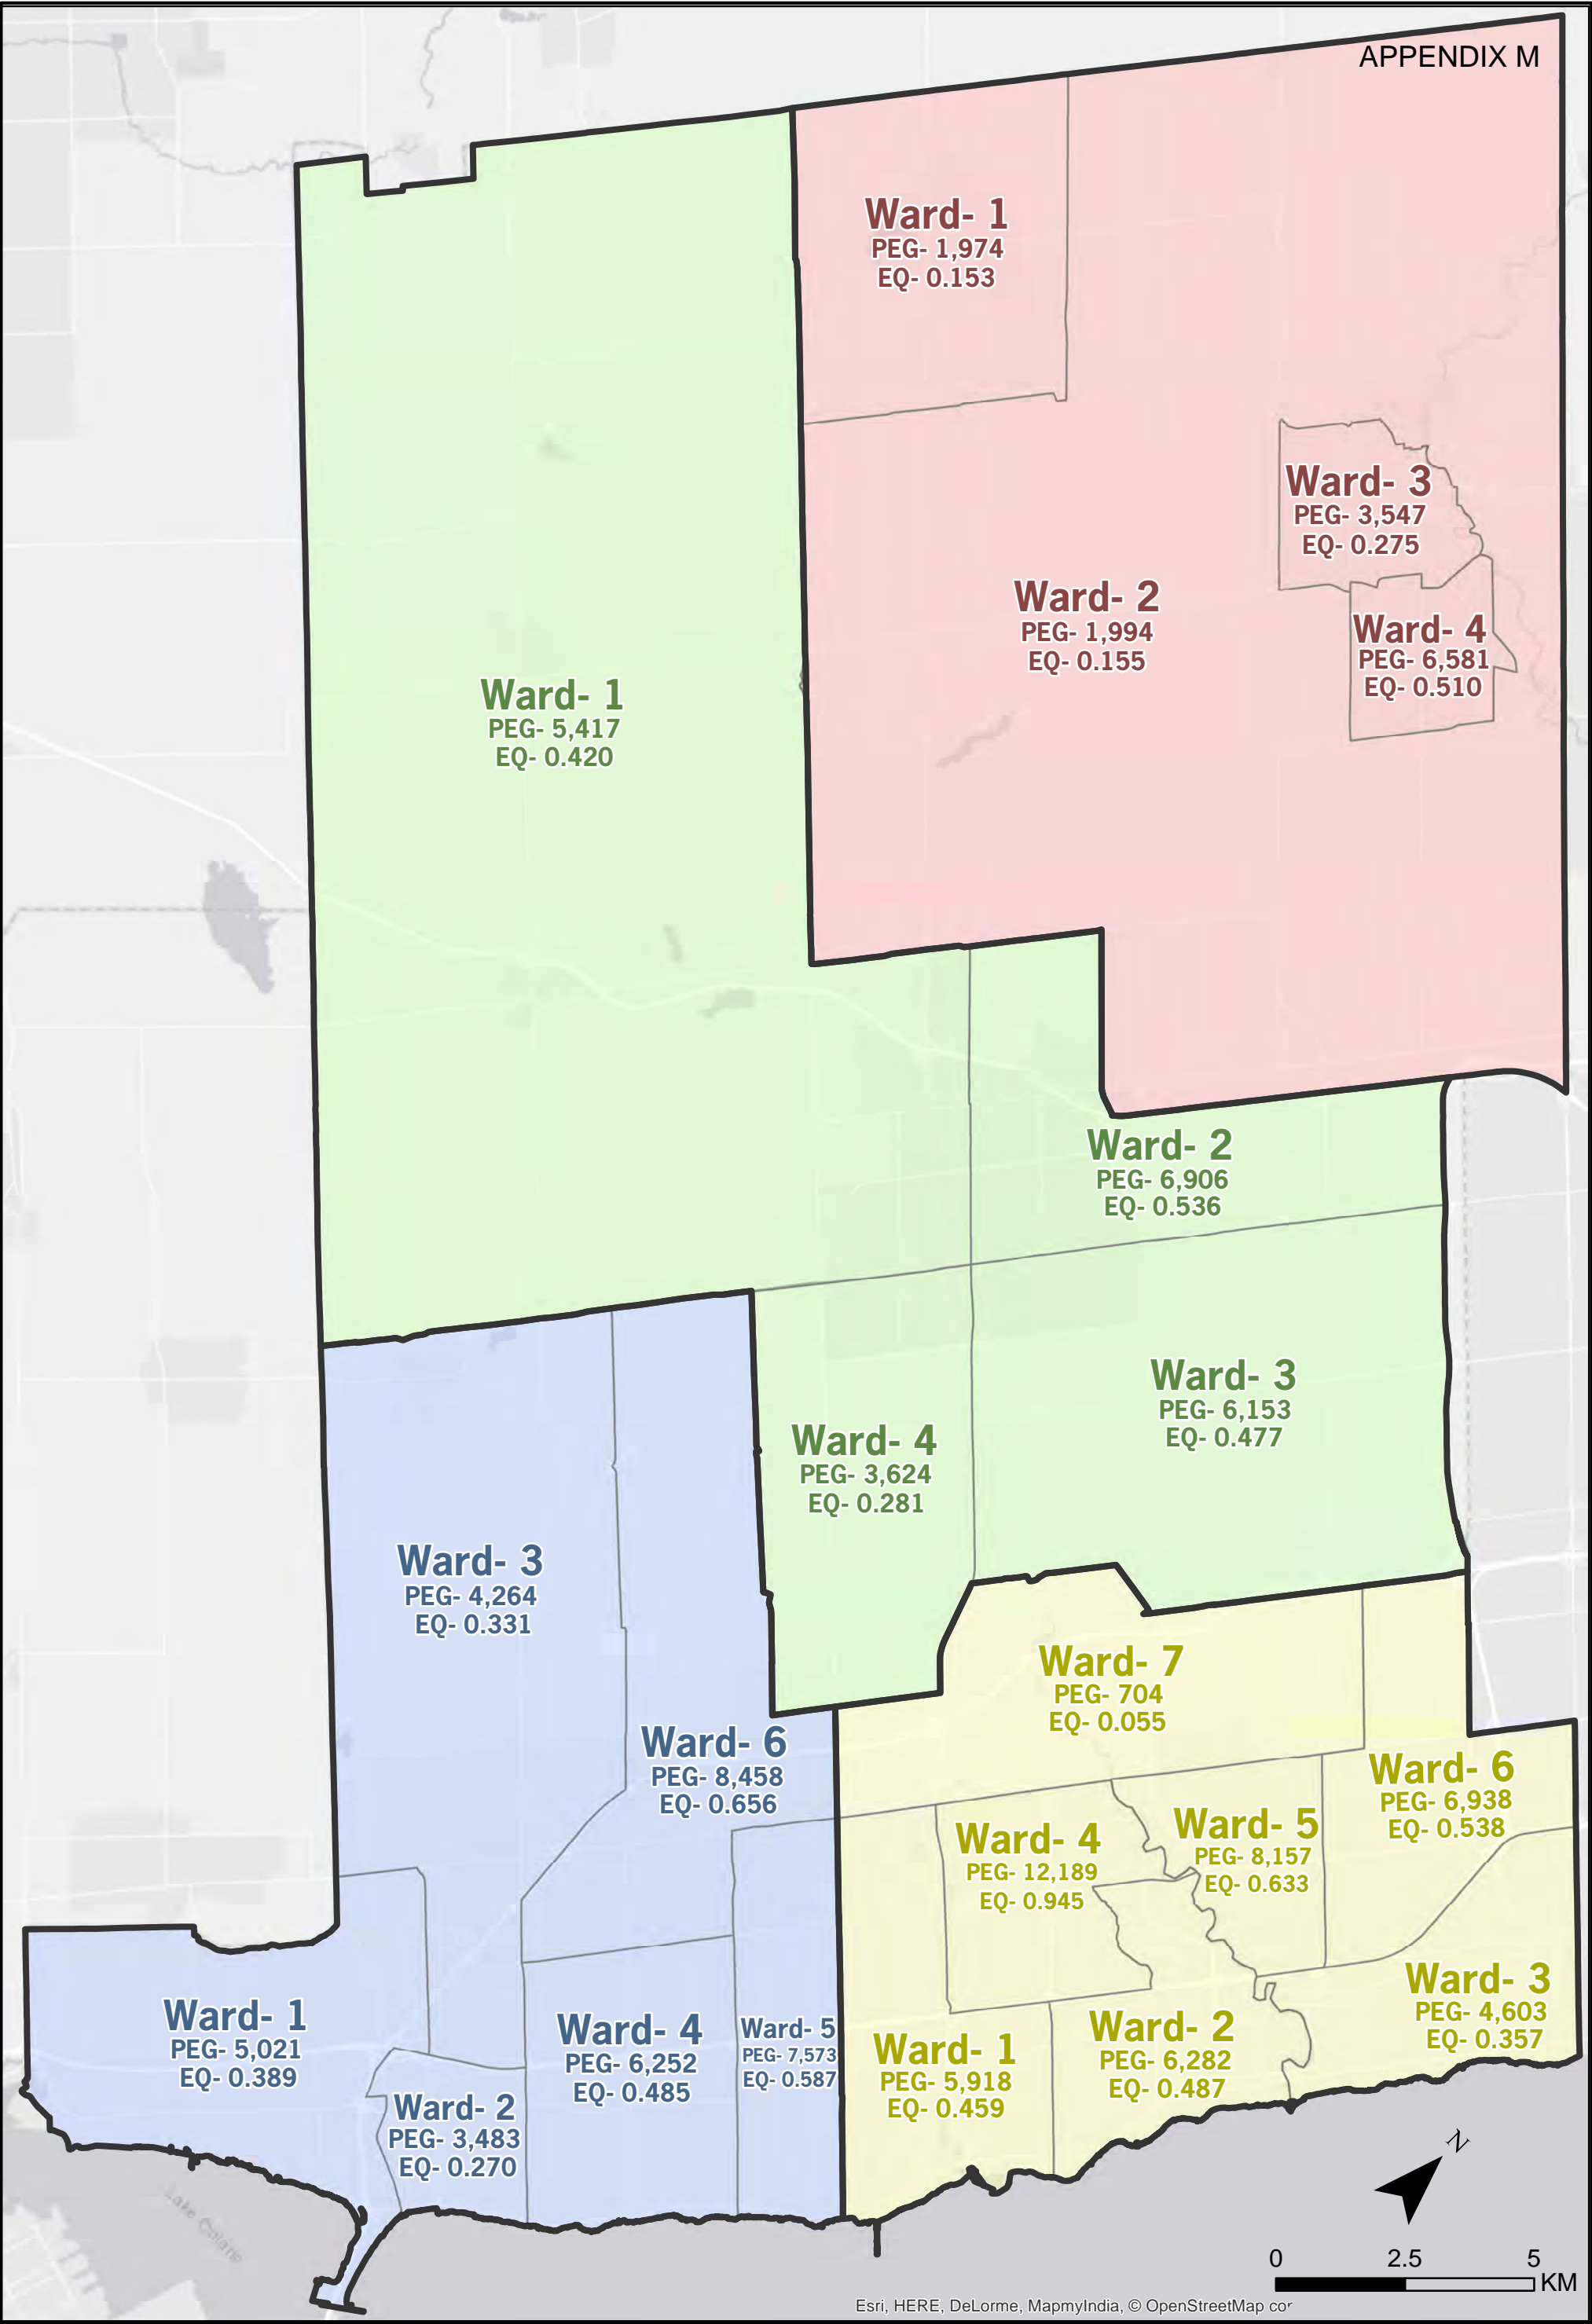 APPENDIX M
Ward- 1
PEG- 1,974
EQ- 0.153
Ward- 3
PEG- 3,547
EQ- 0.275
Ward- 2
PEG- 1,994
EQ- 0.155
Ward- 4
PEG- 6,581
EQ- 0.510
Ward- 1
PEG- 5,417
EQ- 0.420
Ward- 2
PEG- 6,906
EQ- 0.536
Ward- 3
PEG- 6,153
EQ- 0.477
Ward- 4
PEG- 3,624
EQ- 0.281
Ward- 3
PEG- 4,264
EQ- 0.331
Ward- 6
PEG- 8,458
EQ- 0.656
Ward- 7
PEG- 704
EQ- 0.055
Ward- 6
PEG- 6,938
EQ- 0.538
Ward- 5
PEG- 8,157
EQ- 0.633
Ward- 4
PEG- 12,189
EQ- 0.945
Ward- 3
PEG- 4,603
EQ- 0.357
Ward- 1
PEG- 5,021
EQ- 0.389
Ward- 2
PEG- 3,483
EQ- 0.270
Ward- 4
PEG- 6,252
EQ- 0.485
Ward- 5
PEG- 7,573
EQ- 0.587
Ward- 1
PEG- 5,918
EQ- 0.459
Ward- 2
PEG- 6,282
EQ- 0.487
Lake Ontario
N
0 2.5 5
KM
Esri, HERE, DeLorme, MapmyIndia, © OpenStreetMap cor